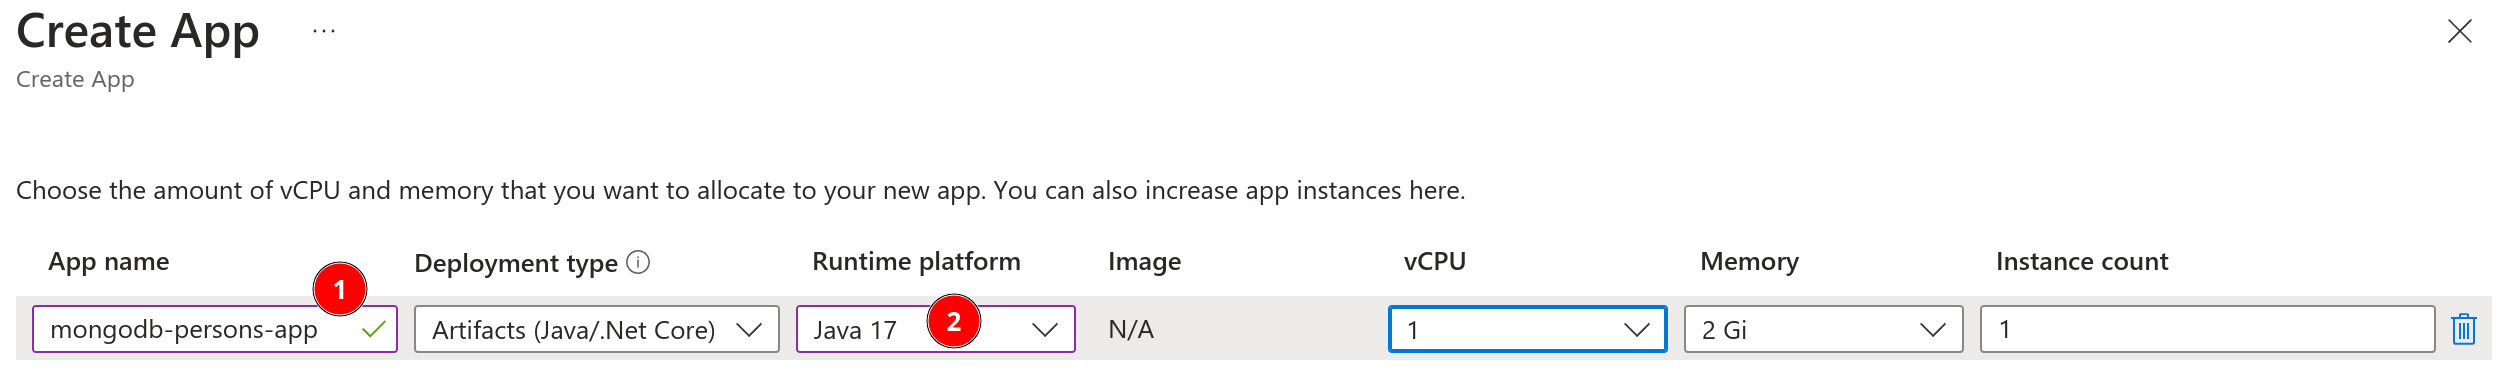 Create App ...
Create App
Choose the amount of vCPU and memory that you want to allocate to your new app. You can also increase app instances here.
App name Deployment type Runtime platform Image vCPU Memory Instance count
1 2
mongodb-persons-app Artifacts (Java/.Net Core) Java 17 N/A 1 2 Gi 1